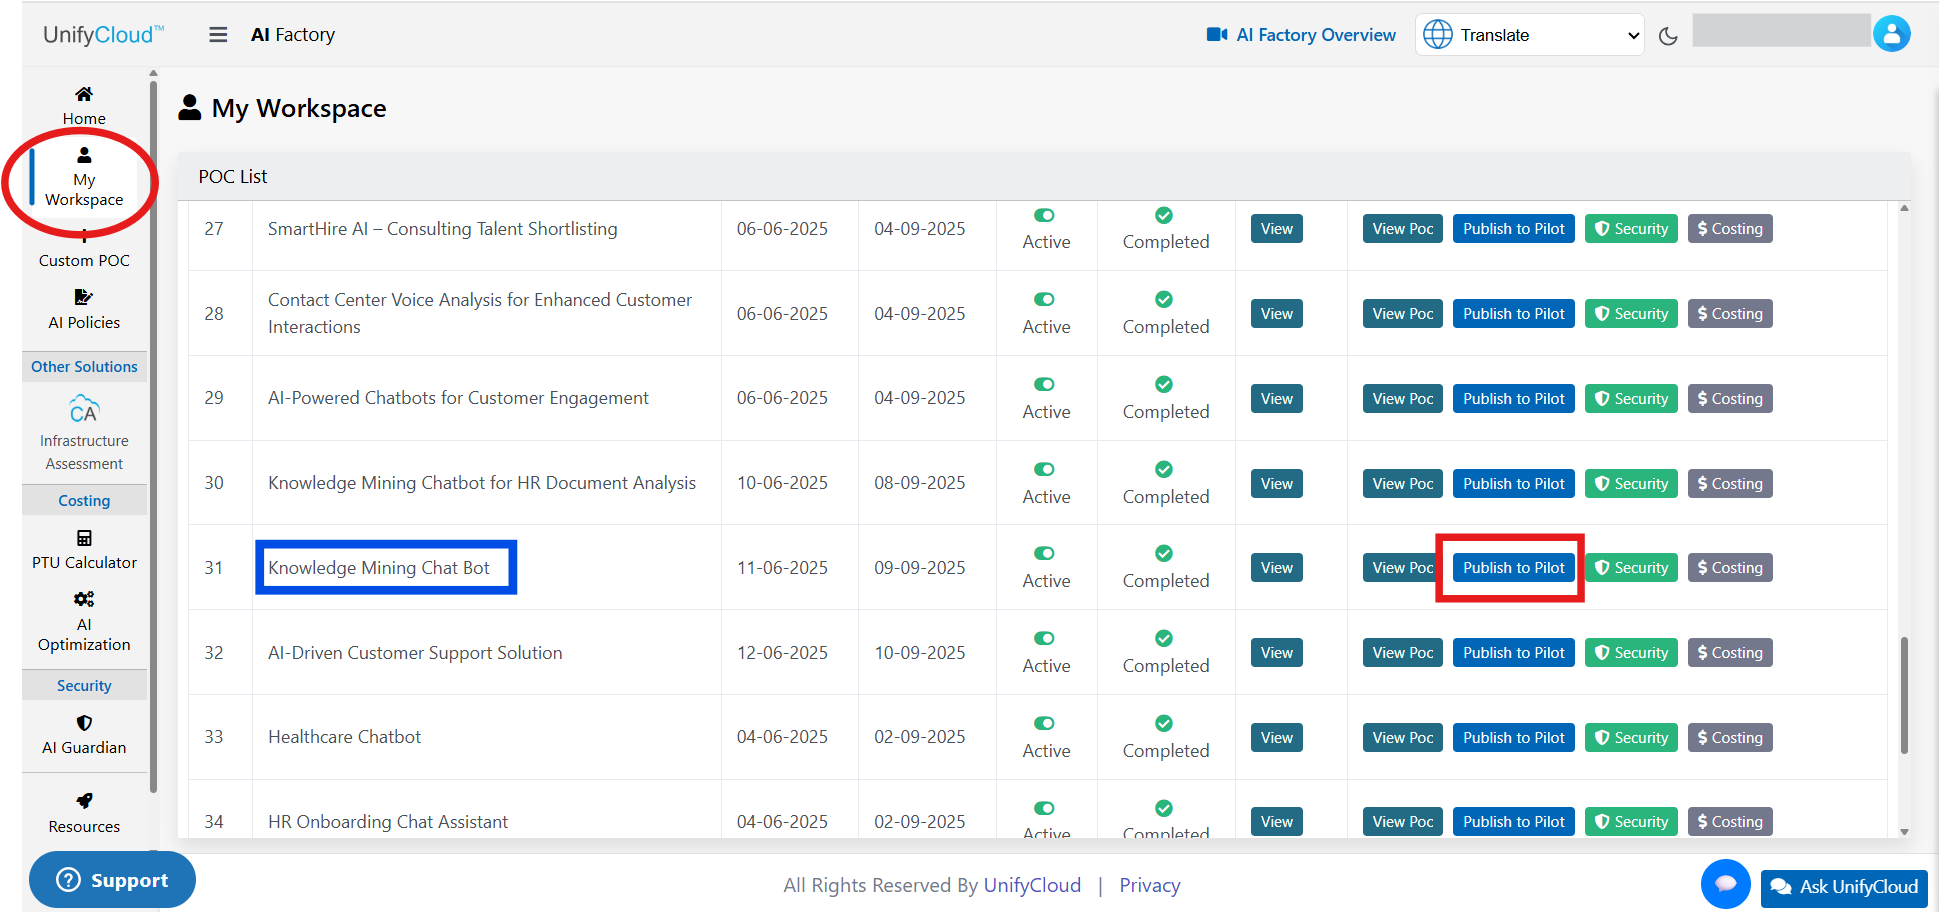 UnifyCloud™
AI Factory
AI Factory Overview
Translate
Home
My
Workspace
Custom POC
AI Policies
Other Solutions
CA
Infrastructure
Assessment
Costing
PTU Calculator
AI
Optimization
Security
AI Guardian
Resources
Support
My Workspace
POC List
27 SmartHire AI – Consulting Talent Shortlisting 06-06-2025 04-09-2025 Active Completed View View Poc Publish to Pilot Security $ Costing
28 Contact Center Voice Analysis for Enhanced Customer
Interactions 06-06-2025 04-09-2025 Active Completed View View Poc Publish to Pilot Security $ Costing
29 AI-Powered Chatbots for Customer Engagement 06-06-2025 04-09-2025 Active Completed View View Poc Publish to Pilot Security $ Costing
30 Knowledge Mining Chatbot for HR Document Analysis 10-06-2025 08-09-2025 Active Completed View View Poc Publish to Pilot Security $ Costing
31 Knowledge Mining Chat Bot 11-06-2025 09-09-2025 Active Completed View View Poc Publish to Pilot Security $ Costing
32 AI-Driven Customer Support Solution 12-06-2025 10-09-2025 Active Completed View View Poc Publish to Pilot Security $ Costing
33 Healthcare Chatbot 04-06-2025 02-09-2025 Active Completed View View Poc Publish to Pilot Security $ Costing
34 HR Onboarding Chat Assistant 04-06-2025 02-09-2025 Active Completed View View Poc Publish to Pilot Security $ Costing
All Rights Reserved By UnifyCloud | Privacy
Ask UnifyCloud